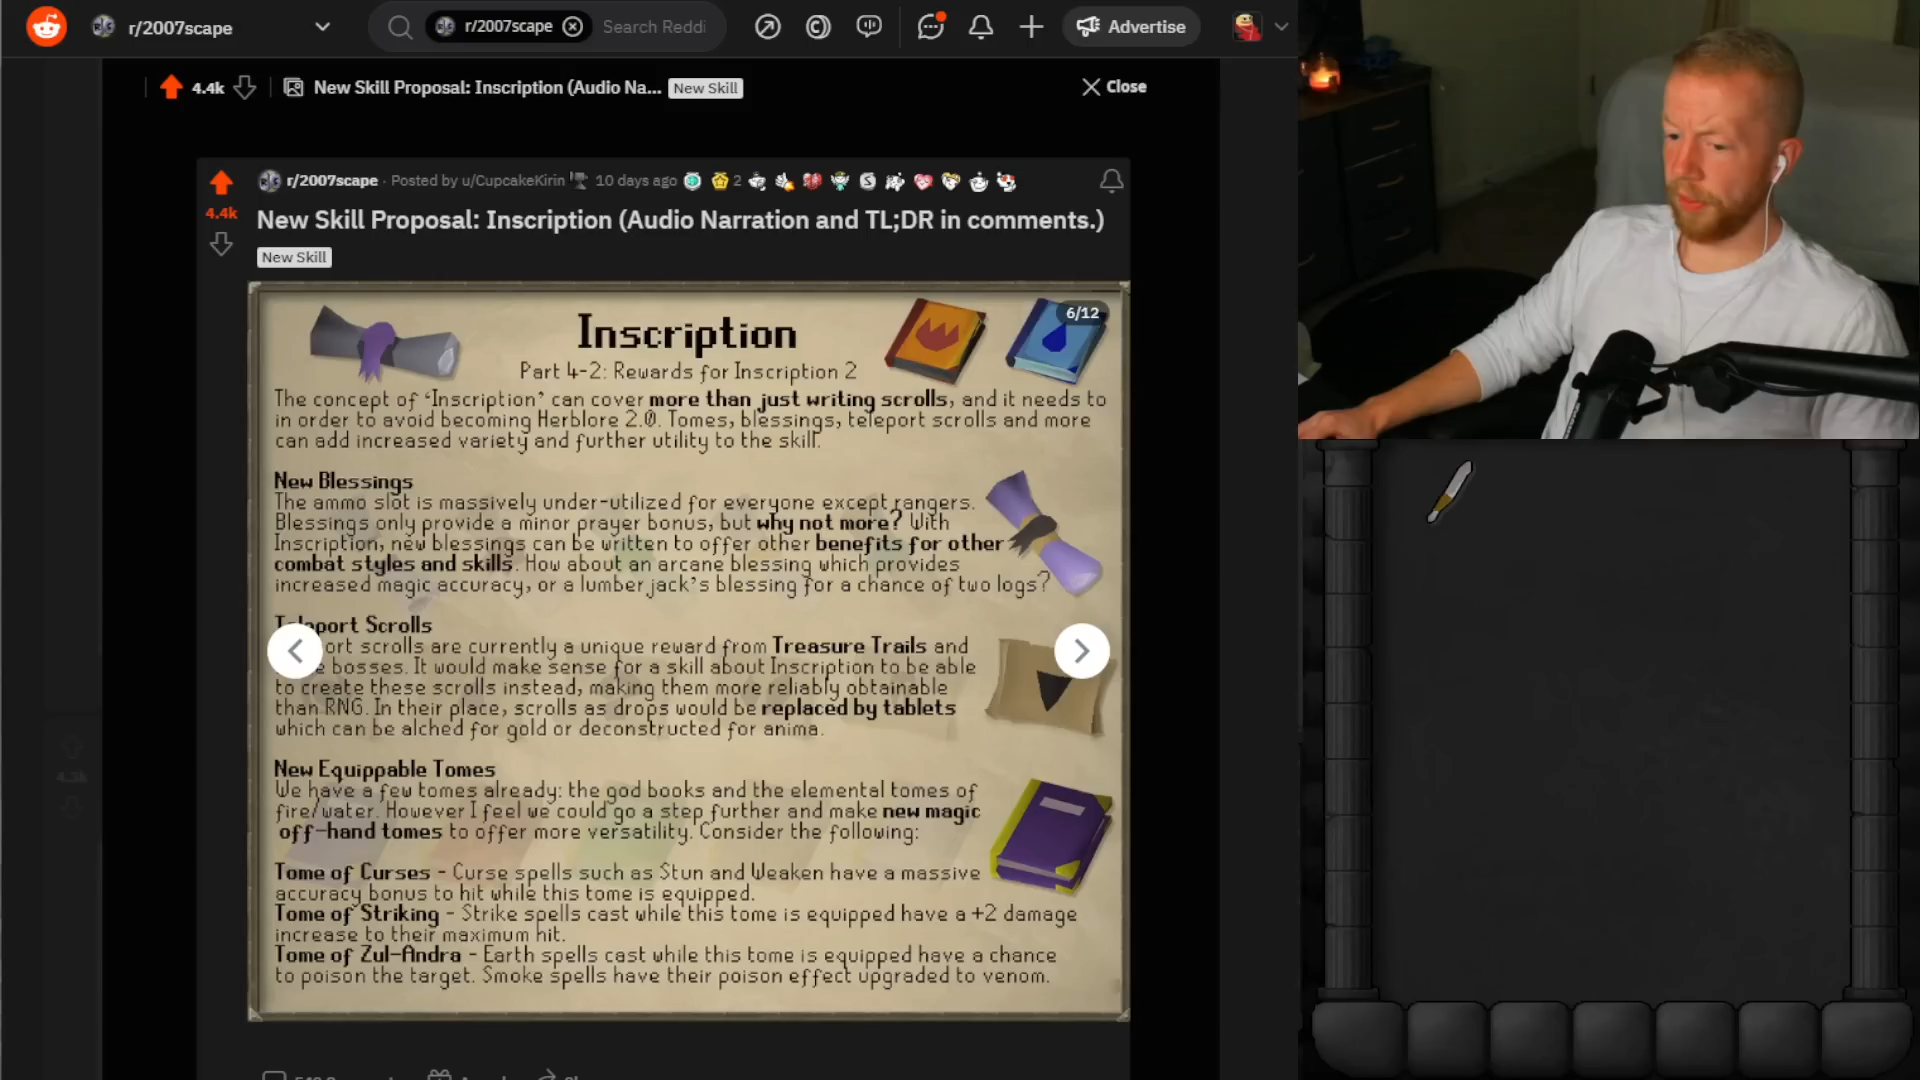 r/2007scape
r/2007scape
Search Reddi
Advertise
4.4k
New Skill Proposal: Inscription (Audio Na...
New Skill
Close
r/2007scape · Posted by u/CupcakeKirin
10 days ago
2
4.4k
New Skill Proposal: Inscription (Audio Narration and TL;DR in comments.)
New Skill
6/12
Inscription
Part 4-2: Rewards for Inscription 2
The concept of 'Inscription' can cover more than just writing scrolls, and it needs to
in order to avoid becoming Herblore 2.0. Tomes, blessings, teleport scrolls and more
can add increased variety and further utility to the skill.
New Blessings
The ammo slot is massively under-utilized for everyone except rangers.
Blessings only provide a minor prayer bonus, but why not more? With
Inscription, new blessings can be written to offer other benefits for other
combat styles and skills. How about an arcane blessing which provides
increased magic accuracy, or a lumberjack's blessing for a chance of two logs?
Teleport Scrolls
ort scrolls are currently a unique reward from Treasure Trails and
e bosses. It would make sense for a skill about Inscription to be able
to create these scrolls instead, making them more reliably obtainable
than RNG. In their place, scrolls as drops would be replaced by tablets
which can be alched for gold or deconstructed for anima.
New Equippable Tomes
We have a few tomes already: the god books and the elemental tomes of
fire/water. However I feel we could go a step further and make new magic
off-hand tomes to offer more versatility. Consider the following:
Tome of Curses - Curse spells such as Stun and Weaken have a massive
accuracy bonus to hit while this tome is equipped.
Tome of Striking - Strike spells cast while this tome is equipped have a +2 damage
increase to their maximum hit.
Tome of Zul-Andra - Earth spells cast while this tome is equipped have a chance
to poison the target. Smoke spells have their poison effect upgraded to venom.
4.3k